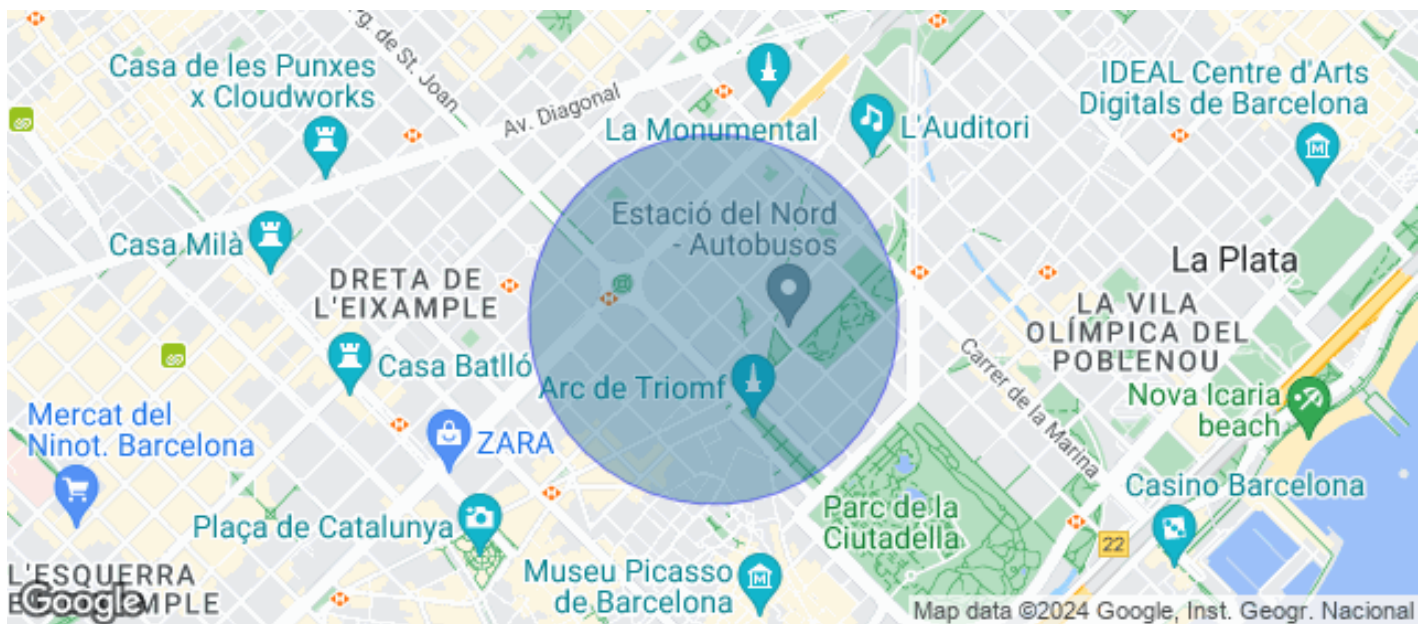 rg. de St. Joan
Casa de les Punxes
x Cloudworks
Av. Diagonal
La Monumental
L'Auditori
IDEAL Centre d'Arts
Digitals de Barcelona
Casa Milà
Estació del Nord
- Autobusos
La Plata
DRETA DE
L'EIXAMPLE
LA VILA
OLÍMPICA DEL
POBLENOU
Casa Batlló
Arc de Triomf
Carrer de la Marina
Nova Icaria
beach
Mercat del
Ninot. Barcelona
ZARA
Plaça de Catalunya
Parc de la
Ciutadella
Casino Barcelona
22
Museu Picasso
de Barcelona
L'ESQUERRA
Google
AMPLE
Map data ©2024 Google, Inst. Geogr. Nacional